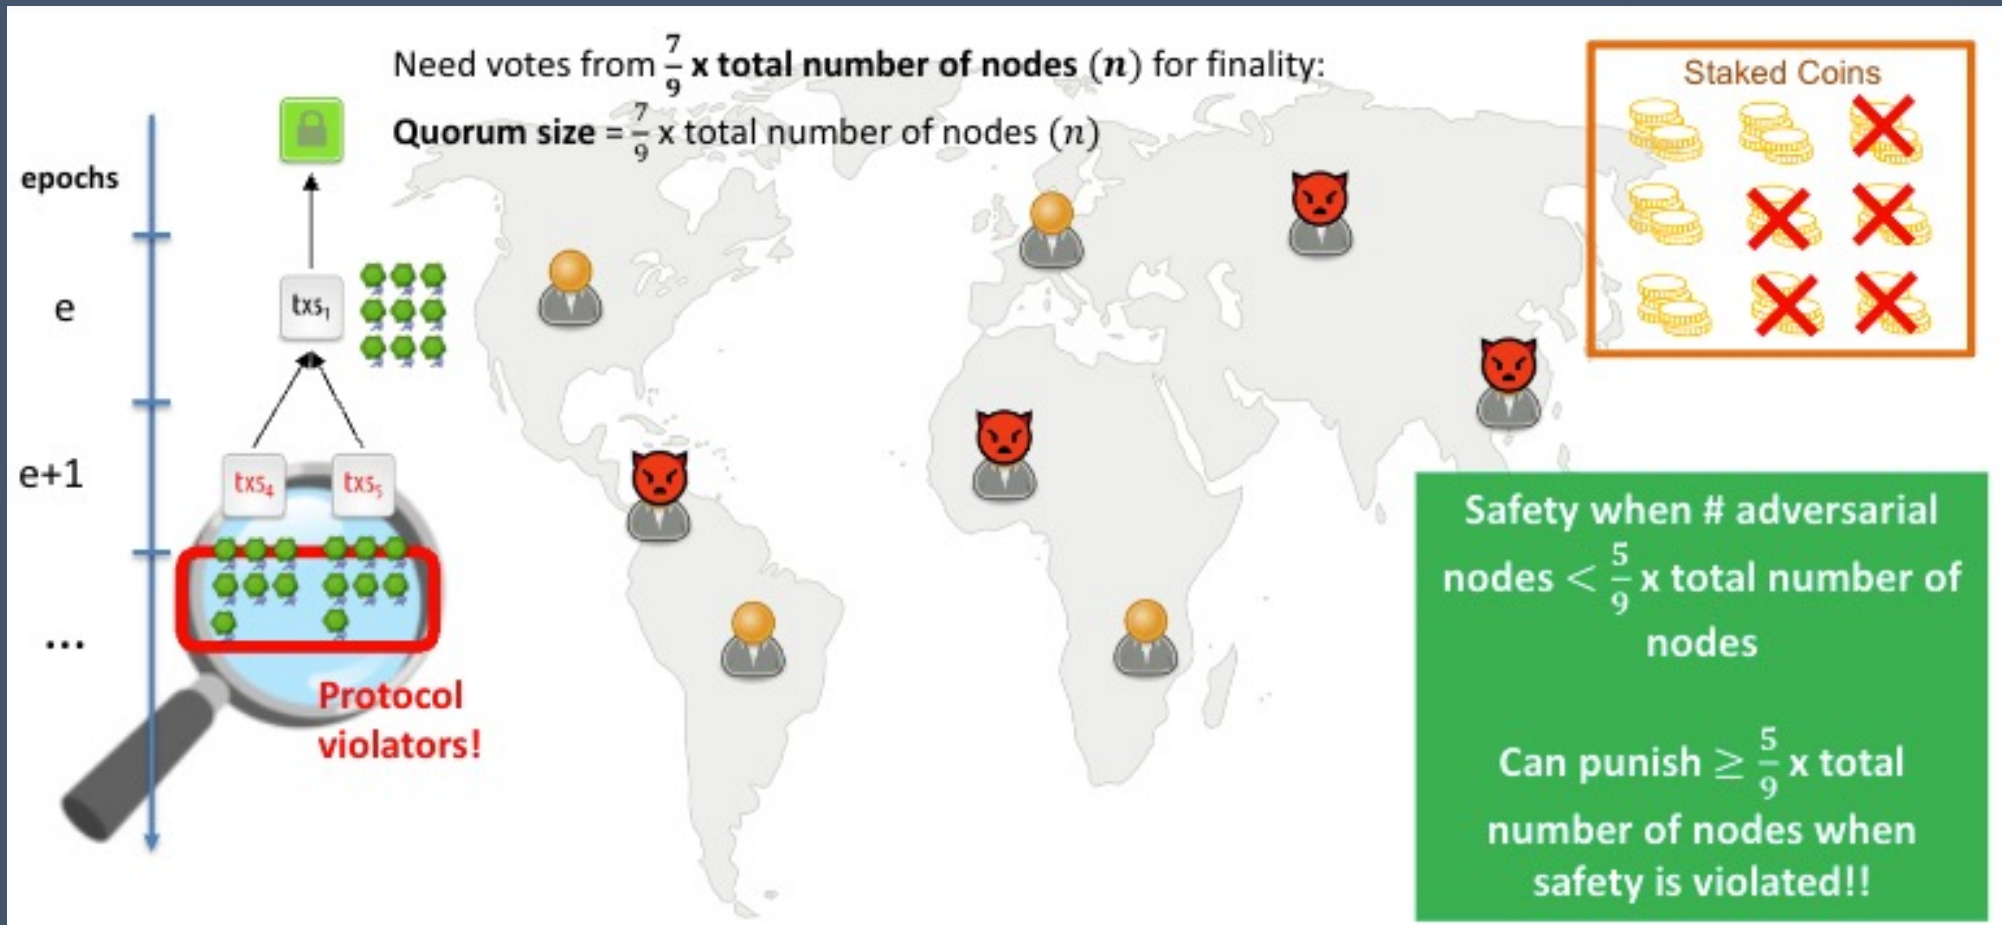 Need votes from 7/9 x total number of nodes (n) for finality:
Quorum size = 7/9 x total number of nodes (n)
epochs
e
e+1
...
txs₁
txs₄
txs₅
Protocol
violators!
Staked Coins
Safety when # adversarial
nodes < 5/9 x total number of
nodes
Can punish ≥ 5/9 x total
number of nodes when
safety is violated!!